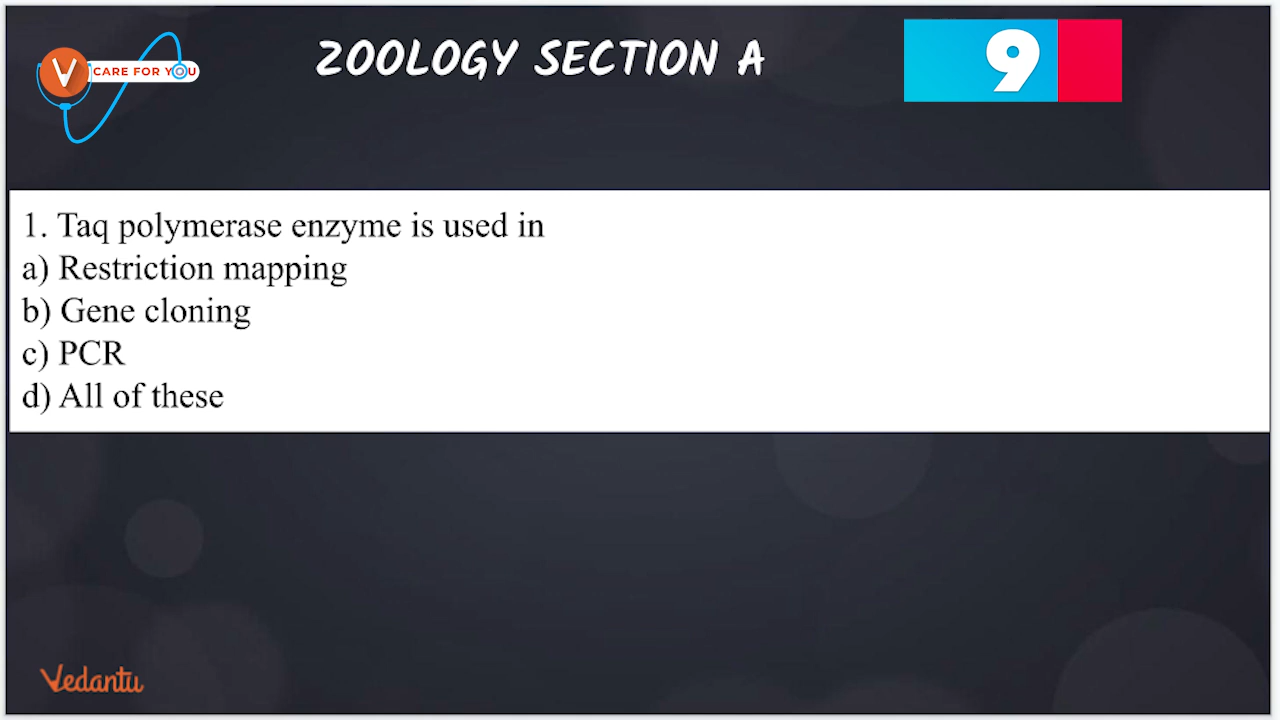 V CARE FOR YOU
ZOOLOGY SECTION A
9
1. Taq polymerase enzyme is used in
a) Restriction mapping
b) Gene cloning
c) PCR
d) All of these
Vedantu